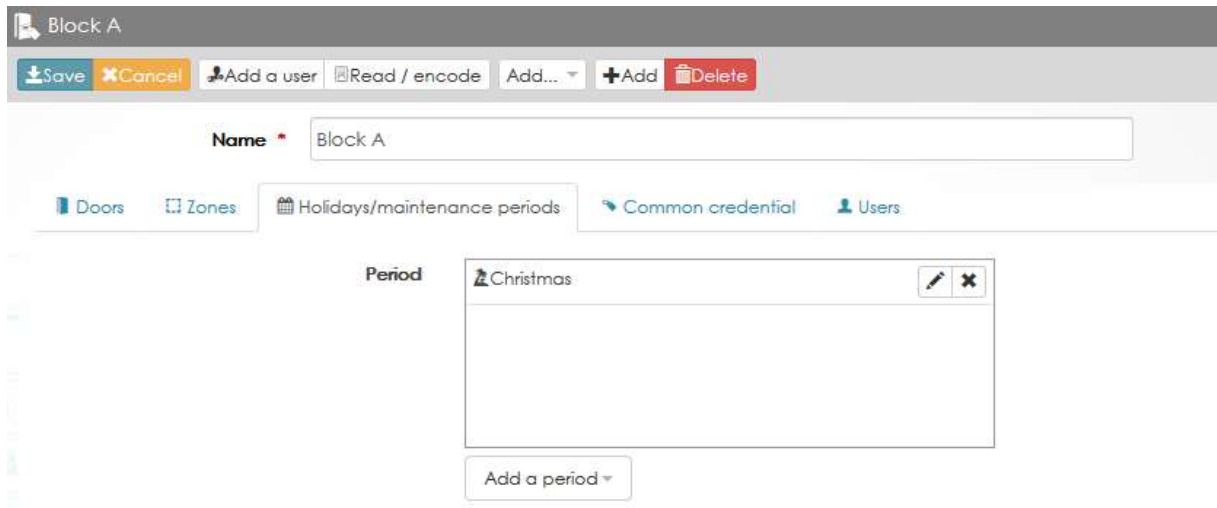 Block A
Save Cancel Add a user Read / encode Add... Add Delete
Name * Block A
Doors Zones Holidays/maintenance periods Common credential Users
Period Christmas
Add a period